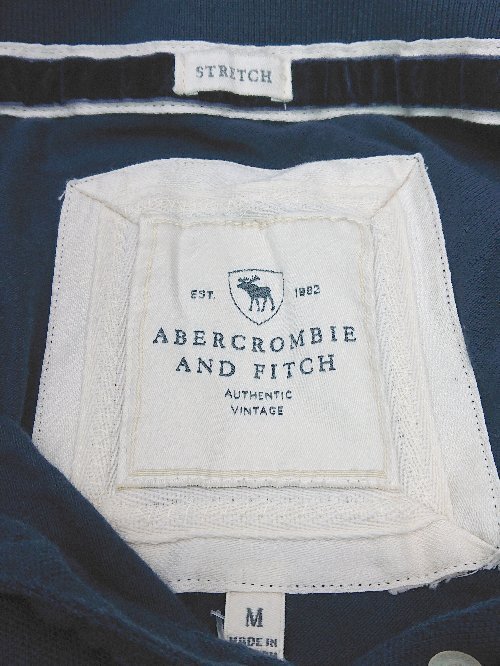 STRETCH
EST. 1892
ABERCROMBIE
AND FITCH
AUTHENTIC
VINTAGE
M
MADE IN